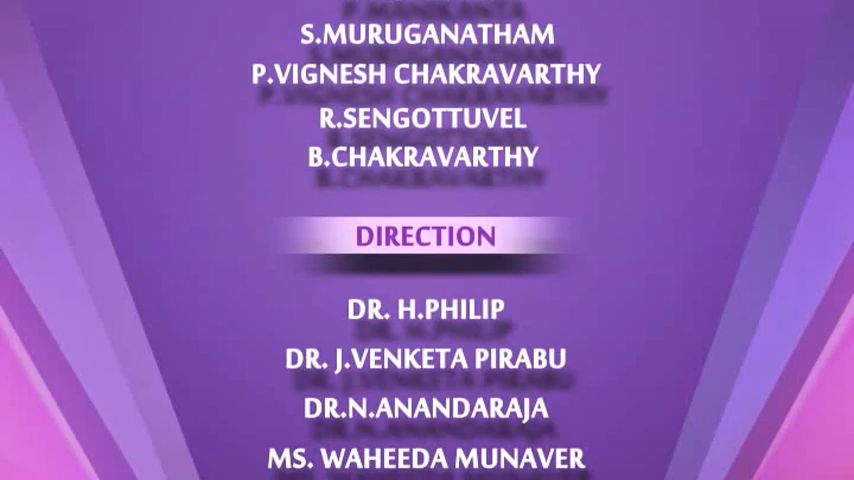 S.MURUGANATHAM
P.VIGNESH CHAKRAVARTHY
R.SENGOTTUVEL
B.CHAKRAVARTHY
DIRECTION
DR. H.PHILIP
DR. J.VENKETA PIRABU
DR.N.ANANDARAJA
MS. WAHEEDA MUNAVER